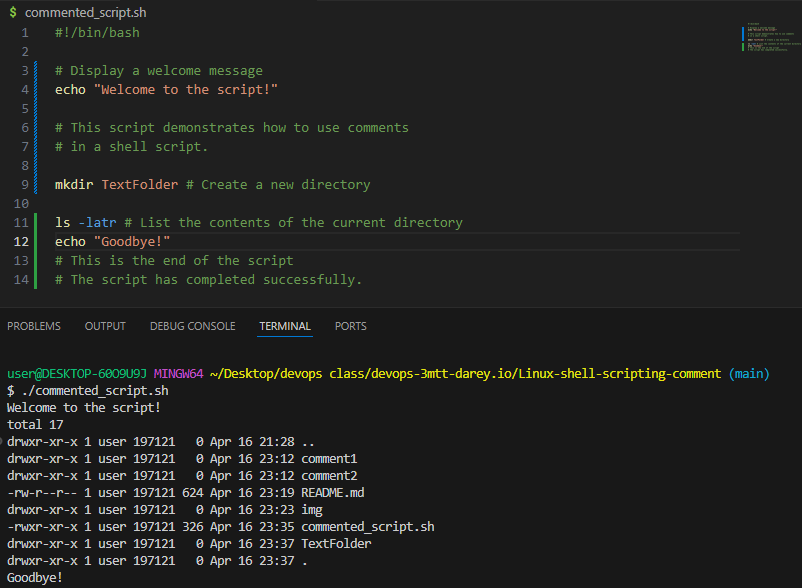 $ commented_script.sh
1 #!/bin/bash
2
3 # Display a welcome message
4 echo "Welcome to the script!"
5
6 # This script demonstrates how to use comments
7 # in a shell script.
8
9 mkdir TextFolder # Create a new directory
10
11 ls -latr # List the contents of the current directory
12 echo "Goodbye!"
13 # This is the end of the script
14 # The script has completed successfully.
PROBLEMS OUTPUT DEBUG CONSOLE TERMINAL PORTS
user@DESKTOP-60O9U9J MINGW64 ~/Desktop/devops class/devops-3mtt-darey.io/Linux-shell-scripting-comment (main)
$ ./commented_script.sh
Welcome to the script!
total 17
drwxr-xr-x 1 user 197121   0 Apr 16 21:28 ..
drwxr-xr-x 1 user 197121   0 Apr 16 23:12 comment1
drwxr-xr-x 1 user 197121   0 Apr 16 23:12 comment2
-rw-r--r-- 1 user 197121 624 Apr 16 23:19 README.md
drwxr-xr-x 1 user 197121   0 Apr 16 23:23 img
-rwxr-xr-x 1 user 197121 326 Apr 16 23:35 commented_script.sh
drwxr-xr-x 1 user 197121   0 Apr 16 23:37 TextFolder
drwxr-xr-x 1 user 197121   0 Apr 16 23:37 .
Goodbye!